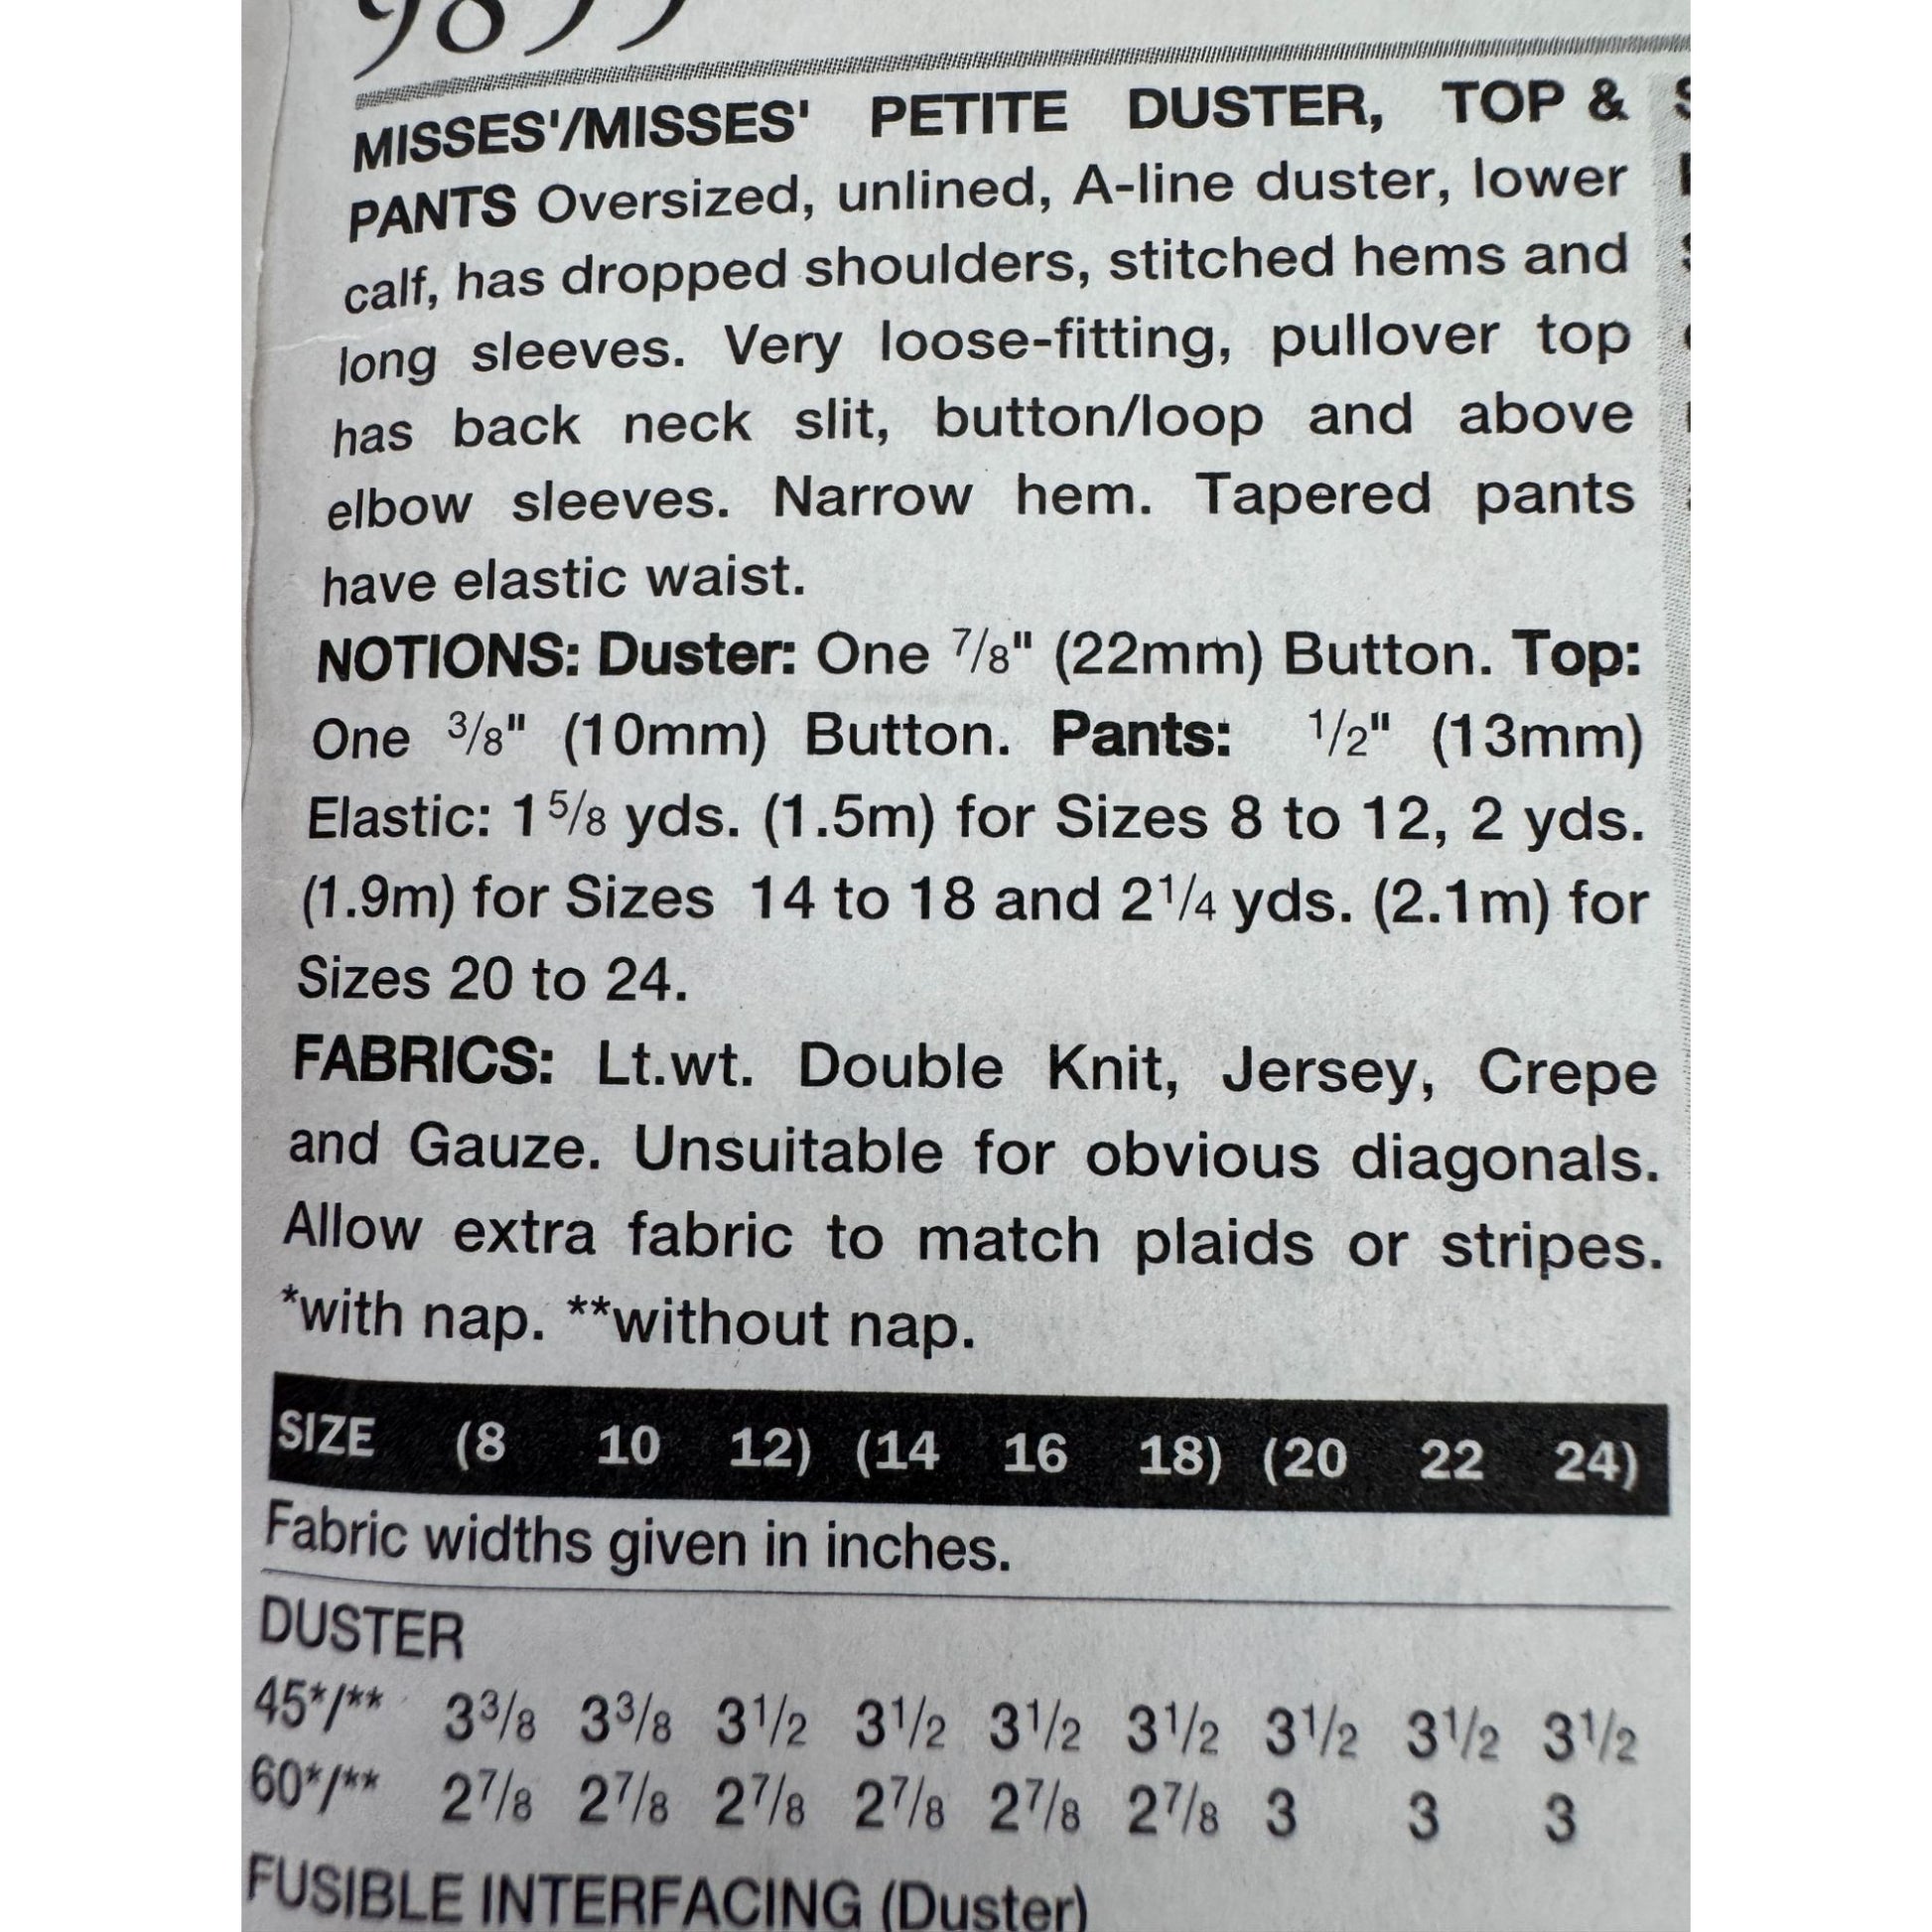 MISSES'/MISSES' PETITE DUSTER, TOP &
PANTS Oversized, unlined, A-line duster, lower
calf, has dropped shoulders, stitched hems and
long sleeves. Very loose-fitting, pullover top
has back neck slit, button/loop and above
elbow sleeves. Narrow hem. Tapered pants
have elastic waist.
NOTIONS: Duster: One 7/8" (22mm) Button. Top:
One 3/8" (10mm) Button. Pants: 1/2" (13mm)
Elastic: 1 5/8 yds. (1.5m) for Sizes 8 to 12, 2 yds.
(1.9m) for Sizes 14 to 18 and 2 1/4 yds. (2.1m) for
Sizes 20 to 24.
FABRICS: Lt.wt. Double Knit, Jersey, Crepe
and Gauze. Unsuitable for obvious diagonals.
Allow extra fabric to match plaids or stripes.
*with nap. **without nap.
SIZE (8 10 12) (14 16 18) (20 22 24)
Fabric widths given in inches.
DUSTER
45*/** 3 3/8 3 3/8 3 1/2 3 1/2 3 1/2 3 1/2 3 1/2 3 1/2 3 1/2
60*/** 2 7/8 2 7/8 2 7/8 2 7/8 2 7/8 2 7/8 3 3 3
FUSIBLE INTERFACING (Duster)